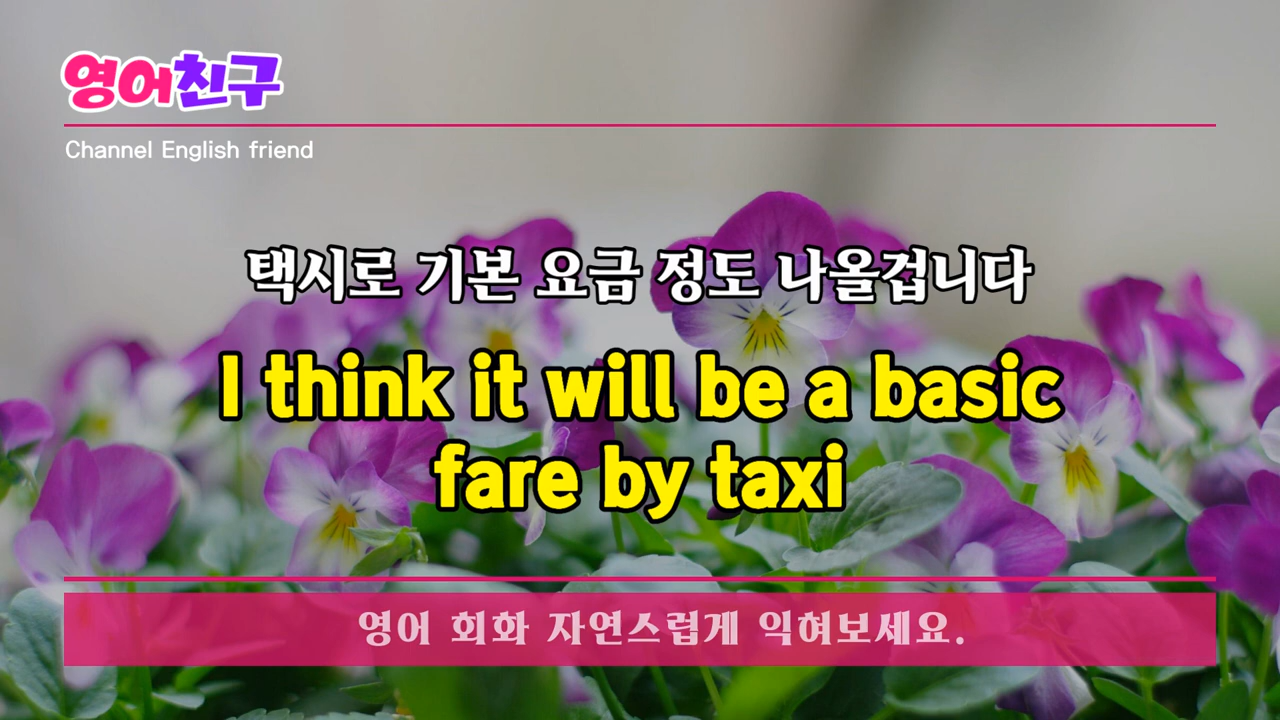 영어친구
Channel English friend
택시로 기본 요금 정도 나올겁니다
I think it will be a basic
fare by taxi
영어 회화 자연스럽게 익혀보세요.